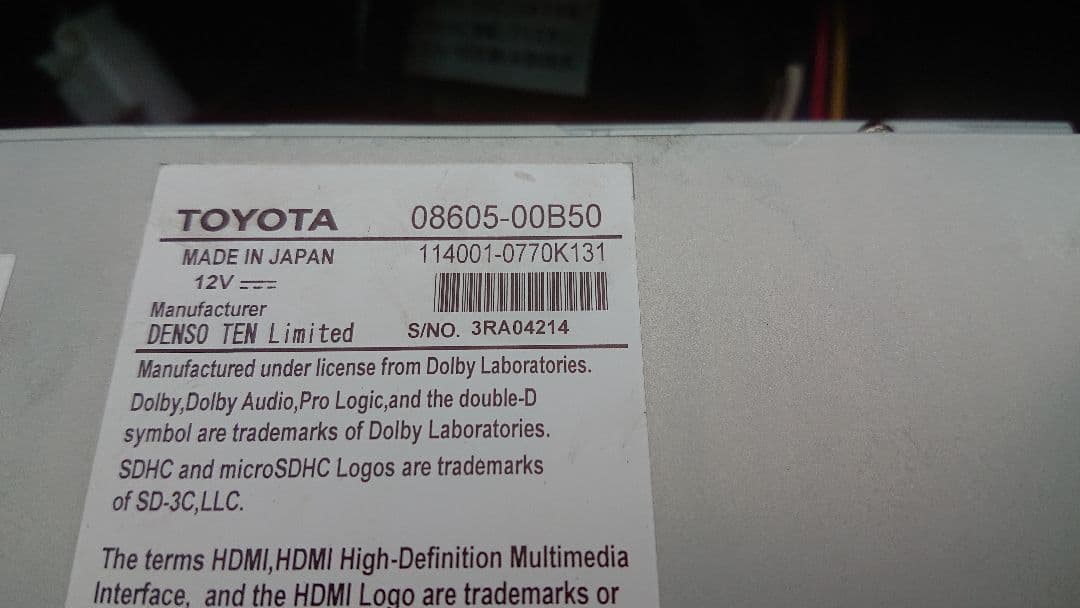 TOYOTA 08605-00B50
MADE IN JAPAN 114001-0770K131
12V
Manufacturer
DENSO TEN Limited S/NO. 3RA04214
Manufactured under license from Dolby Laboratories.
Dolby,Dolby Audio,Pro Logic,and the double-D
symbol are trademarks of Dolby Laboratories.
SDHC and microSDHC Logos are trademarks
of SD-3C,LLC.
The terms HDMI,HDMI High-Definition Multimedia
Interface, and the HDMI Logo are trademarks or